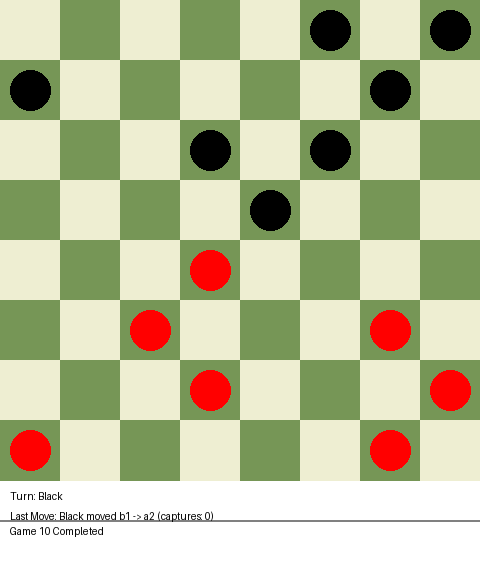 Turn: Black
Last Move: Black moved b1 -> a2 (captures: 0)
Game 10 Completed